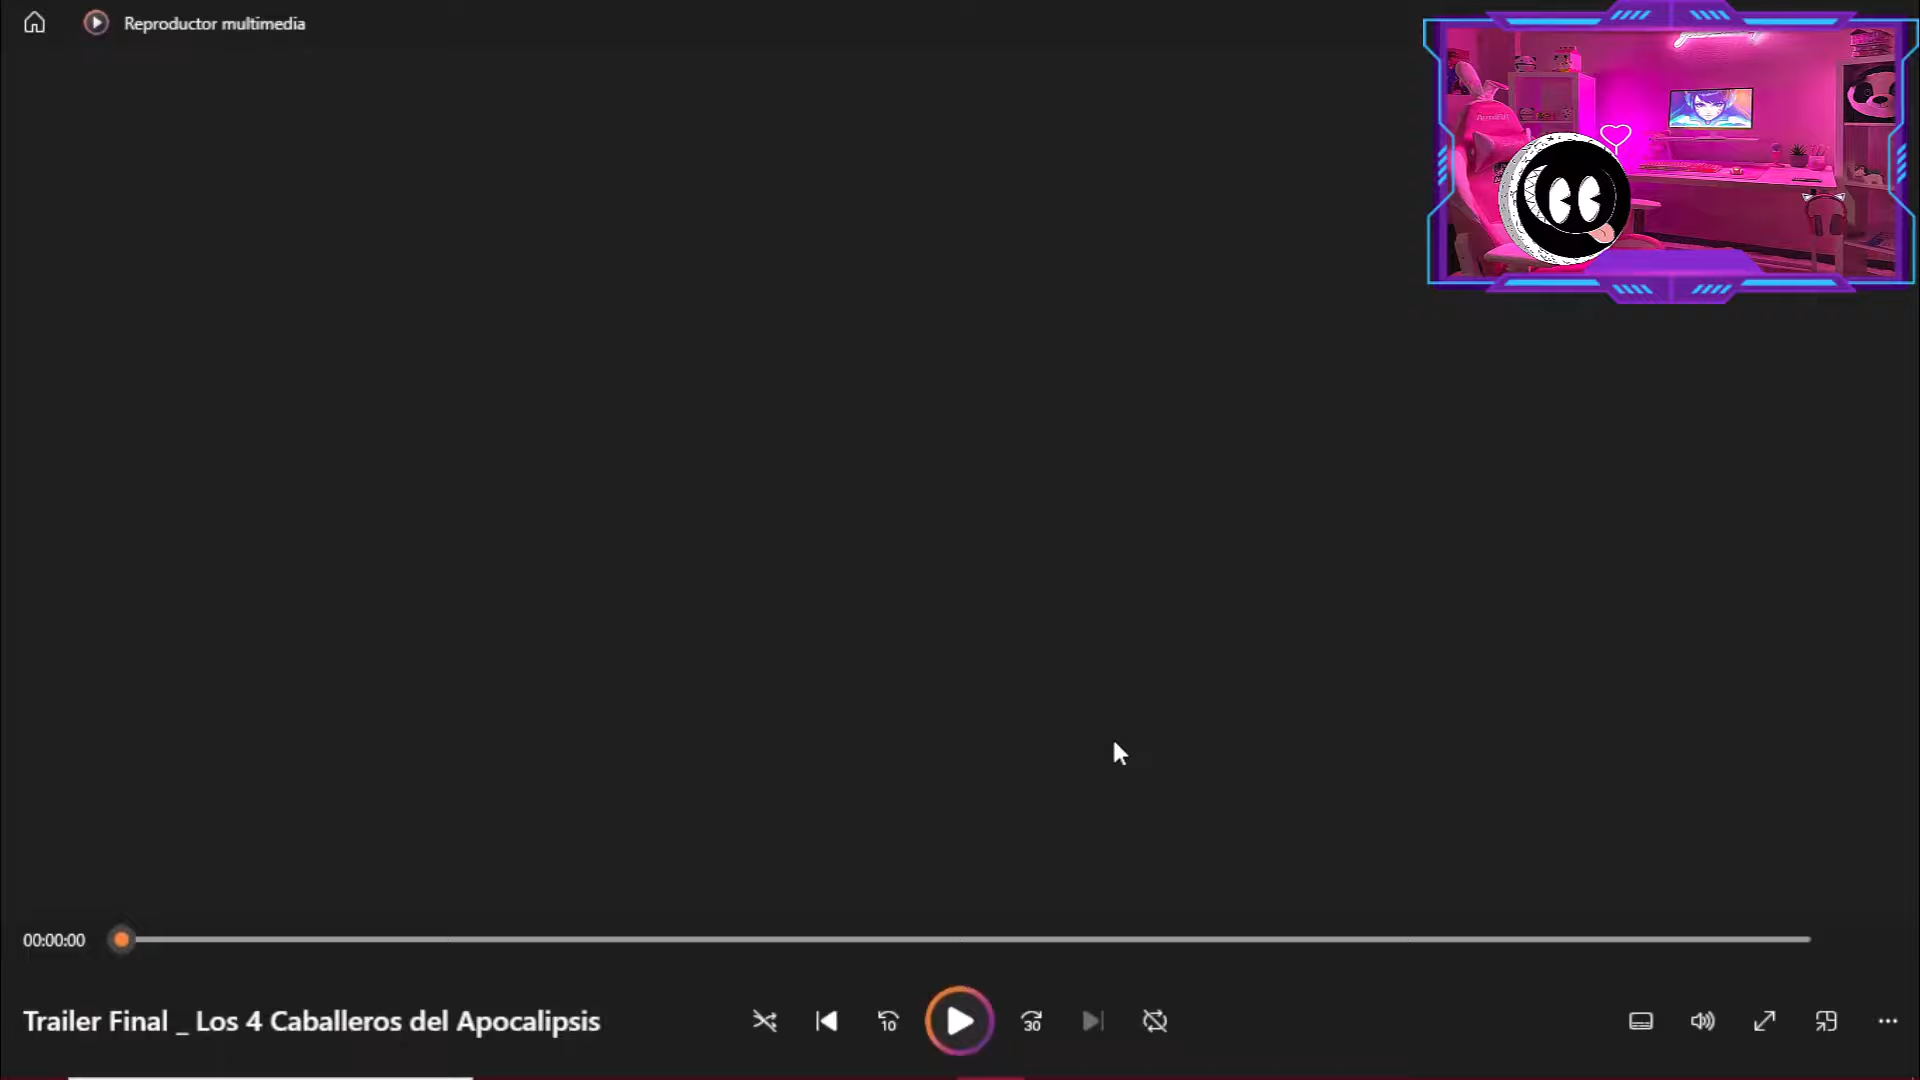 Reproductor multimedia
00:00:00
Trailer Final _ Los 4 Caballeros del Apocalipsis
10
30